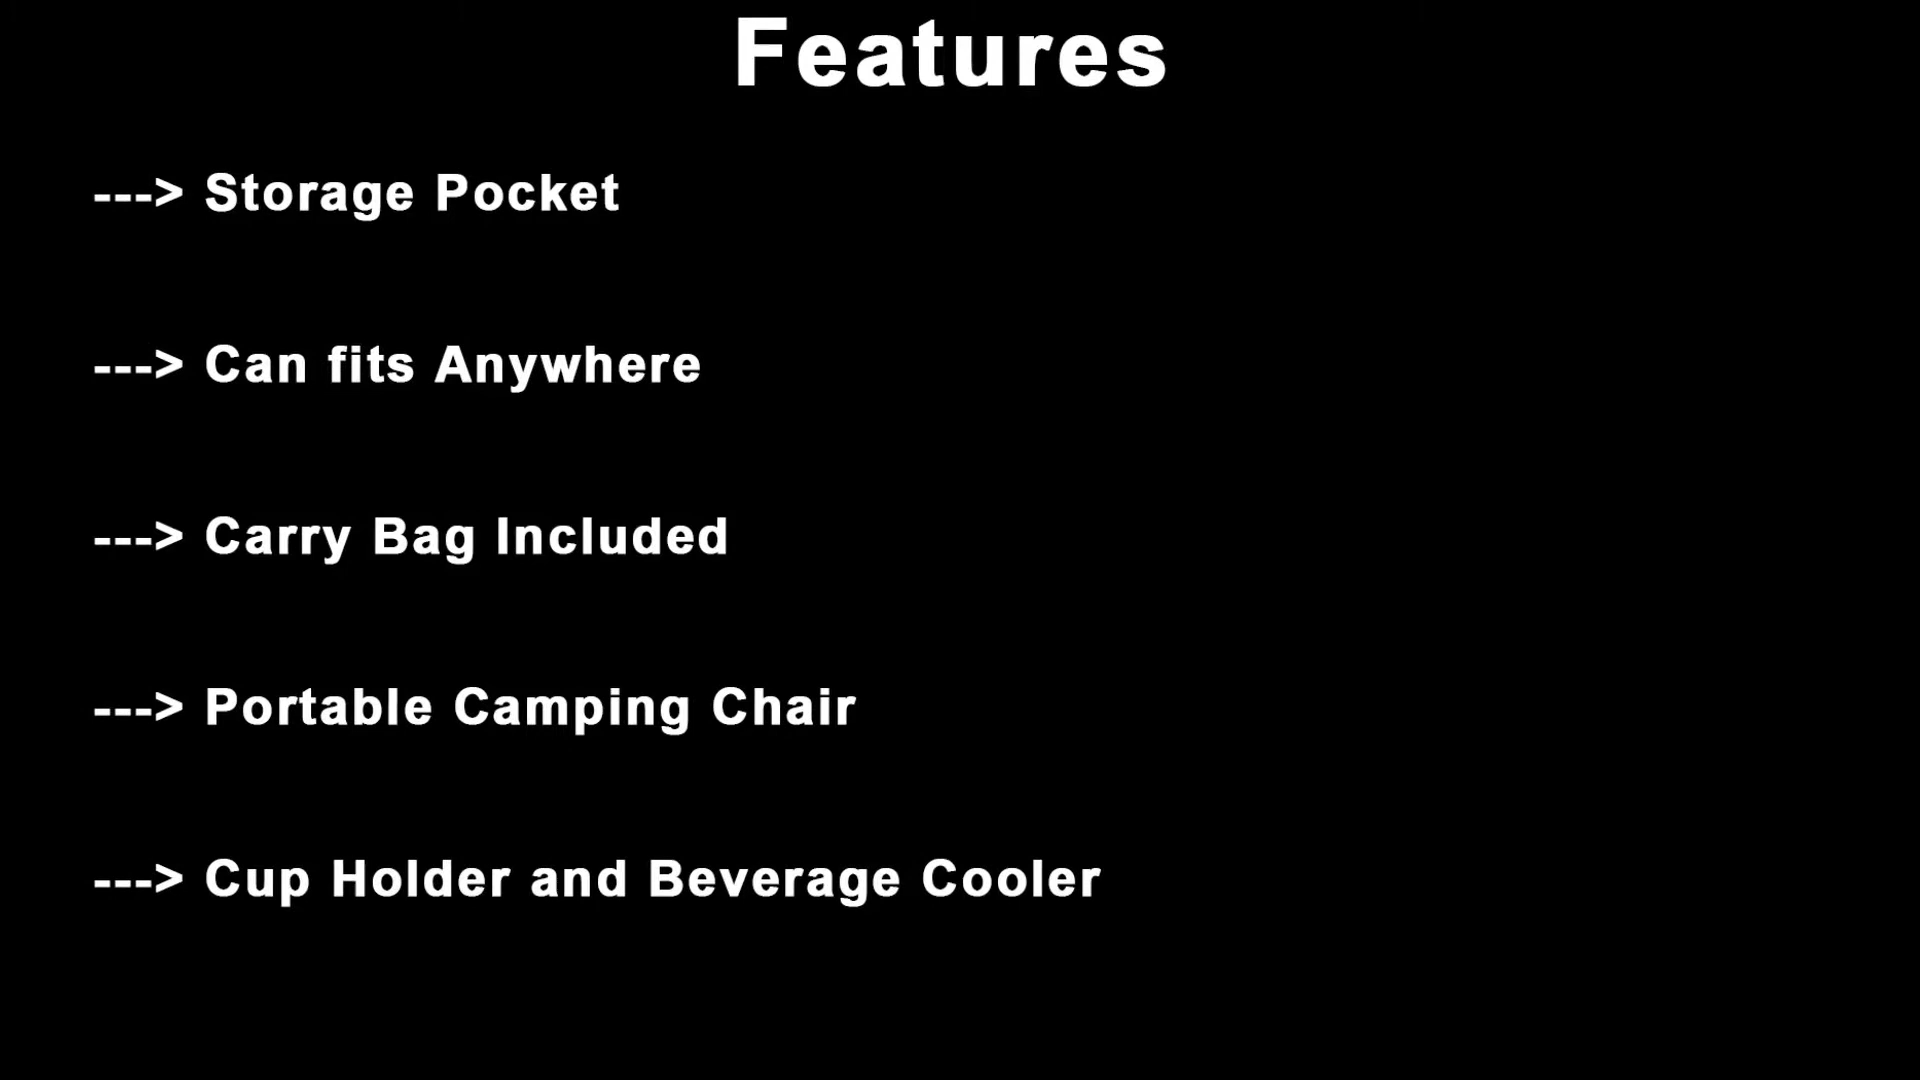 Features
---> Storage Pocket
---> Can fits Anywhere
---> Carry Bag Included
---> Portable Camping Chair
---> Cup Holder and Beverage Cooler